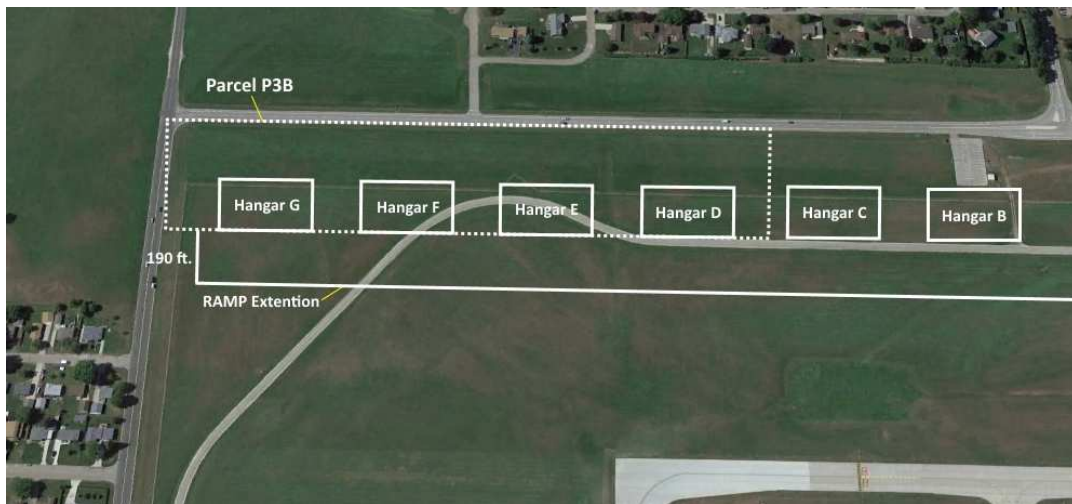 Parcel P3B
Hangar G
Hangar F
Hangar E
Hangar D
Hangar C
Hangar B
190 ft.
RAMP Extention